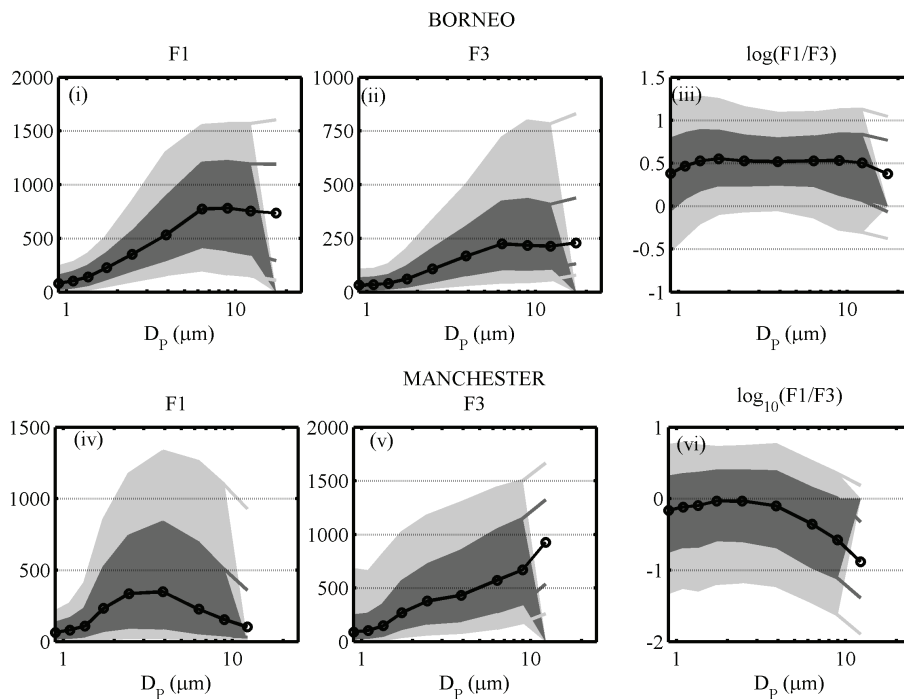 BORNEO
F1 F3 log(F1/F3)
(i) (ii) (iii)
2000 1500 1000 500 0
1000 750 500 250 0
1.5 1 0.5 0 -0.5 -1
1 10 1 10 1 10
D_P (μm) D_P (μm) D_P (μm)
MANCHESTER
F1 F3 log_10(F1/F3)
(iv) (v) (vi)
1500 1000 500 0
2000 1500 1000 500 0
1 0 -1 -2
1 10 1 10 1 10
D_P (μm) D_P (μm) D_P (μm)